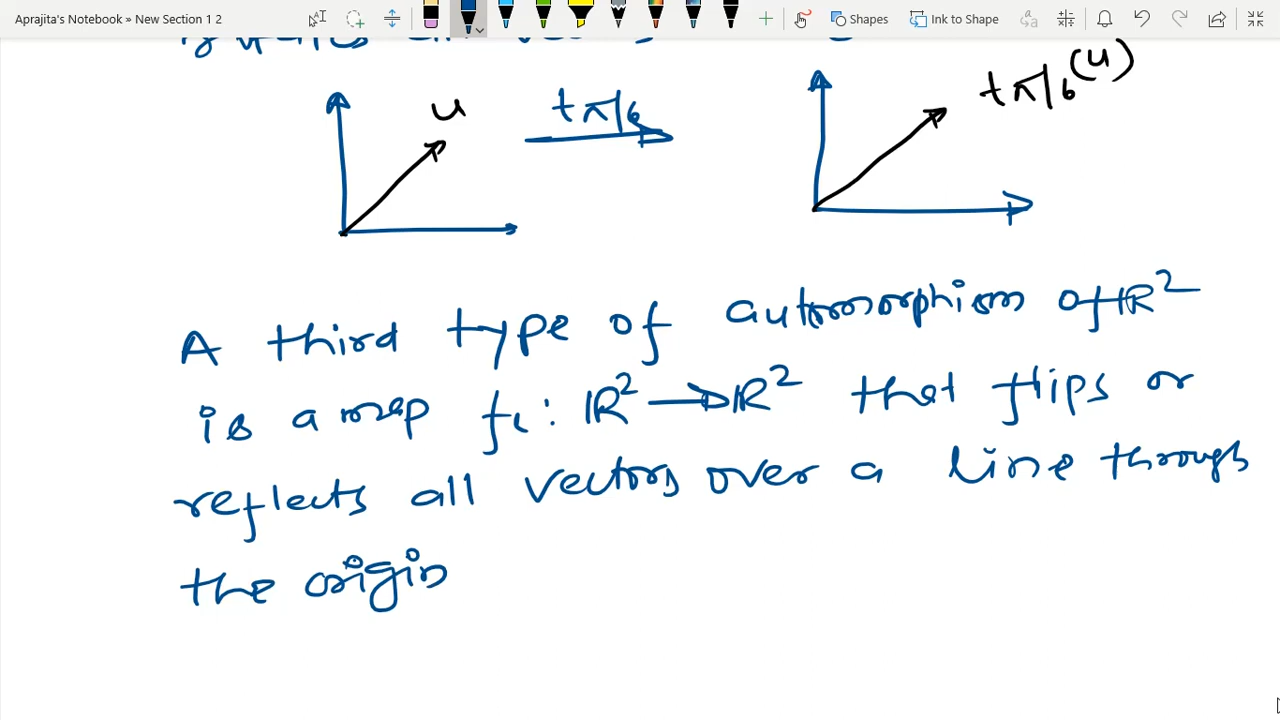 Aprajita's Notebook » New Section 1 2
Shapes
Ink to Shape
u
tπ/6
tπ/6(u)
A third type of automorphism of ℝ²
is a map fₗ : ℝ² → ℝ² that flips or
reflects all vectors over a line through
the origin